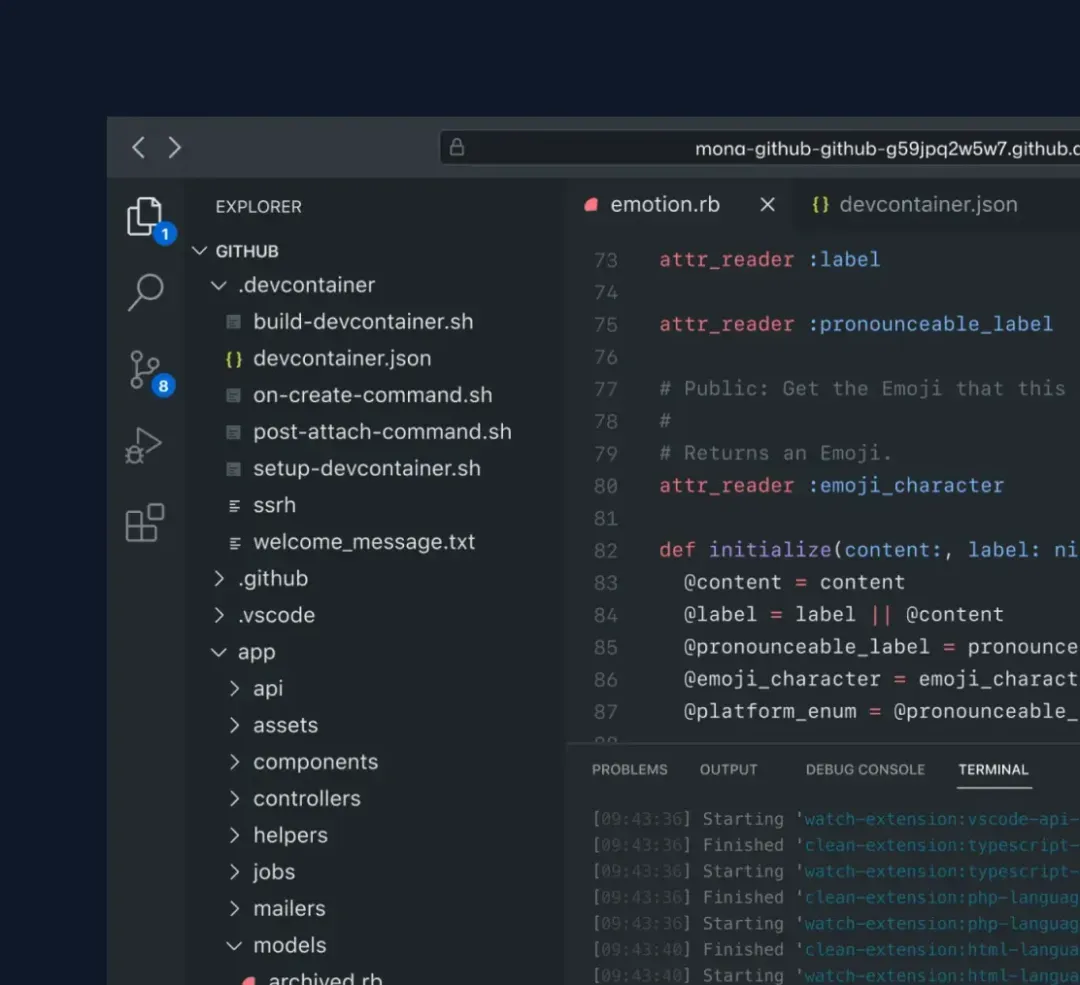 mona-github-github-g59jpq2w5w7.github.
1
8
EXPLORER
GITHUB
.devcontainer
build-devcontainer.sh
{} devcontainer.json
on-create-command.sh
post-attach-command.sh
setup-devcontainer.sh
ssrh
welcome_message.txt
.github
.vscode
app
api
assets
components
controllers
helpers
jobs
mailers
models
archived.rb
emotion.rb
{} devcontainer.json
73 attr_reader :label
74
75 attr_reader :pronounceable_label
76
77 # Public: Get the Emoji that this
78 #
79 # Returns an Emoji.
80 attr_reader :emoji_character
81
82 def initialize(content:, label: ni
83 @content = content
84 @label = label || @content
85 @pronounceable_label = pronounce
86 @emoji_character = emoji_charact
87 @platform_enum = @pronounceable_
PROBLEMS OUTPUT DEBUG CONSOLE TERMINAL
[09:43:36] Starting 'watch-extension:vscode-api-
[09:43:36] Finished 'clean-extension:typescript-
[09:43:36] Starting 'watch-extension:typescript-
[09:43:36] Finished 'clean-extension:php-languag
[09:43:36] Starting 'watch-extension:php-languag
[09:43:40] Finished 'clean-extension:html-langua
[09:43:40] Starting 'watch-extension:html-langua